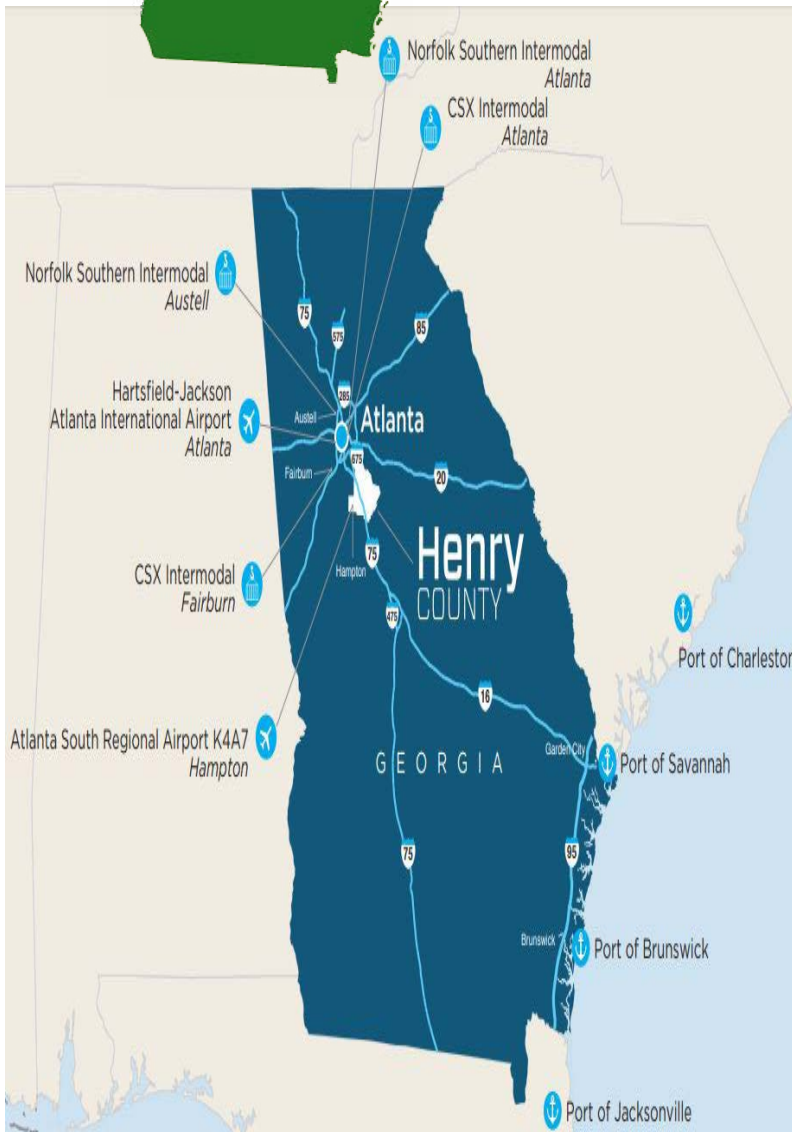 Norfolk Southern Intermodal
Atlanta
CSX Intermodal
Atlanta
Norfolk Southern Intermodal
Austell
75
575
85
285
Hartsfield-Jackson
Atlanta International Airport
Atlanta
Austell
Atlanta
675
Fairburn
20
Henry
COUNTY
75
Hampton
CSX Intermodal
Fairburn
475
Port of Charleston
16
Atlanta South Regional Airport K4A7
Hampton
GEORGIA
Garden City
Port of Savannah
75
95
Brunswick
Port of Brunswick
Port of Jacksonville